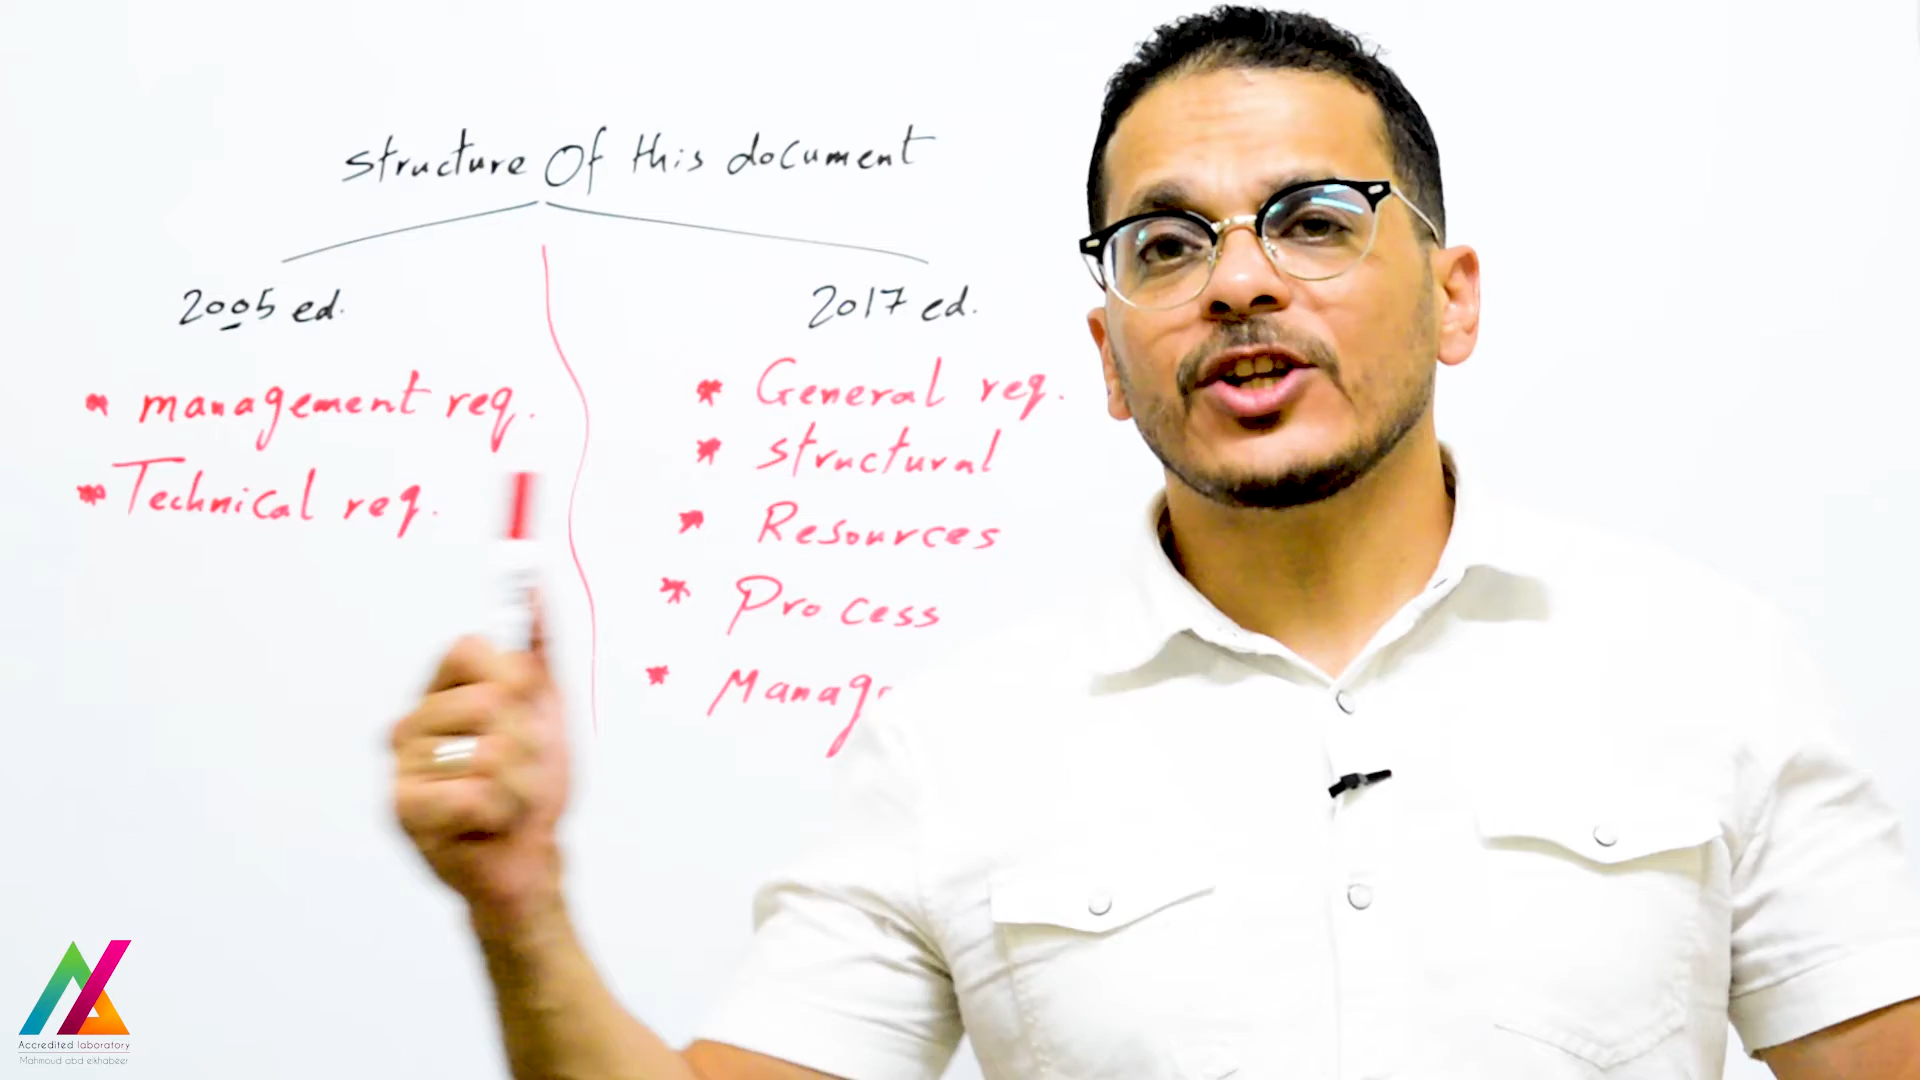 structure Of this document
2005 ed.
* management req.
* Technical req.
2017 ed.
* General req.
* structural
* Resources
* Process
* Manag
Accredited laboratory
Mahmoud abd elkhabeer